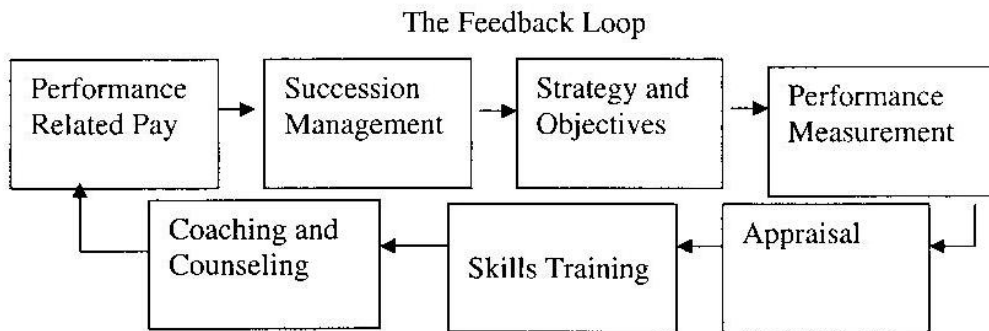 The Feedback Loop
Performance
Related Pay
Succession
Management
Strategy and
Objectives
Performance
Measurement
Coaching and
Counseling
Skills Training
Appraisal